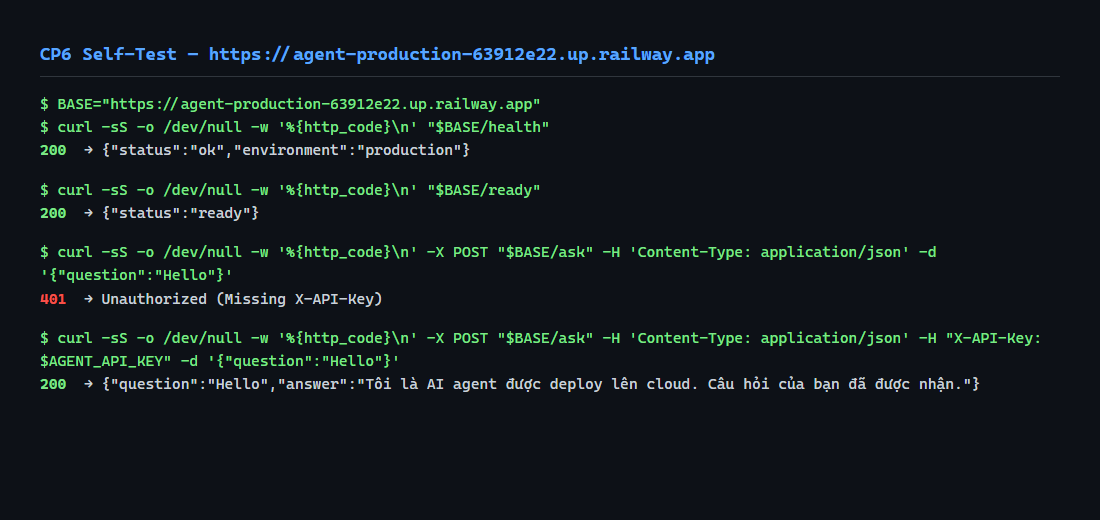 CP6 Self-Test — https://agent-production-63912e22.up.railway.app
$ BASE="https://agent-production-63912e22.up.railway.app"
$ curl -sS -o /dev/null -w '%{http_code}\n' "$BASE/health"
200 → {"status":"ok","environment":"production"}
$ curl -sS -o /dev/null -w '%{http_code}\n' "$BASE/ready"
200 → {"status":"ready"}
$ curl -sS -o /dev/null -w '%{http_code}\n' -X POST "$BASE/ask" -H 'Content-Type: application/json' -d
'{"question":"Hello"}'
401 → Unauthorized (Missing X-API-Key)
$ curl -sS -o /dev/null -w '%{http_code}\n' -X POST "$BASE/ask" -H 'Content-Type: application/json' -H "X-API-Key:
$AGENT_API_KEY" -d '{"question":"Hello"}'
200 → {"question":"Hello","answer":"Tôi là AI agent được deploy lên cloud. Câu hỏi của bạn đã được nhận."}